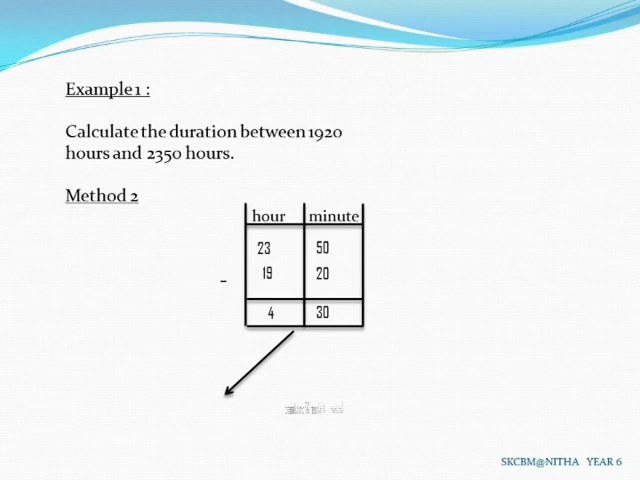 Example 1 :
Calculate the duration between 1920
hours and 2350 hours.
Method 2
hour minute
23 50
- 19 20
4 30
SKCBM@NITHA YEAR 6